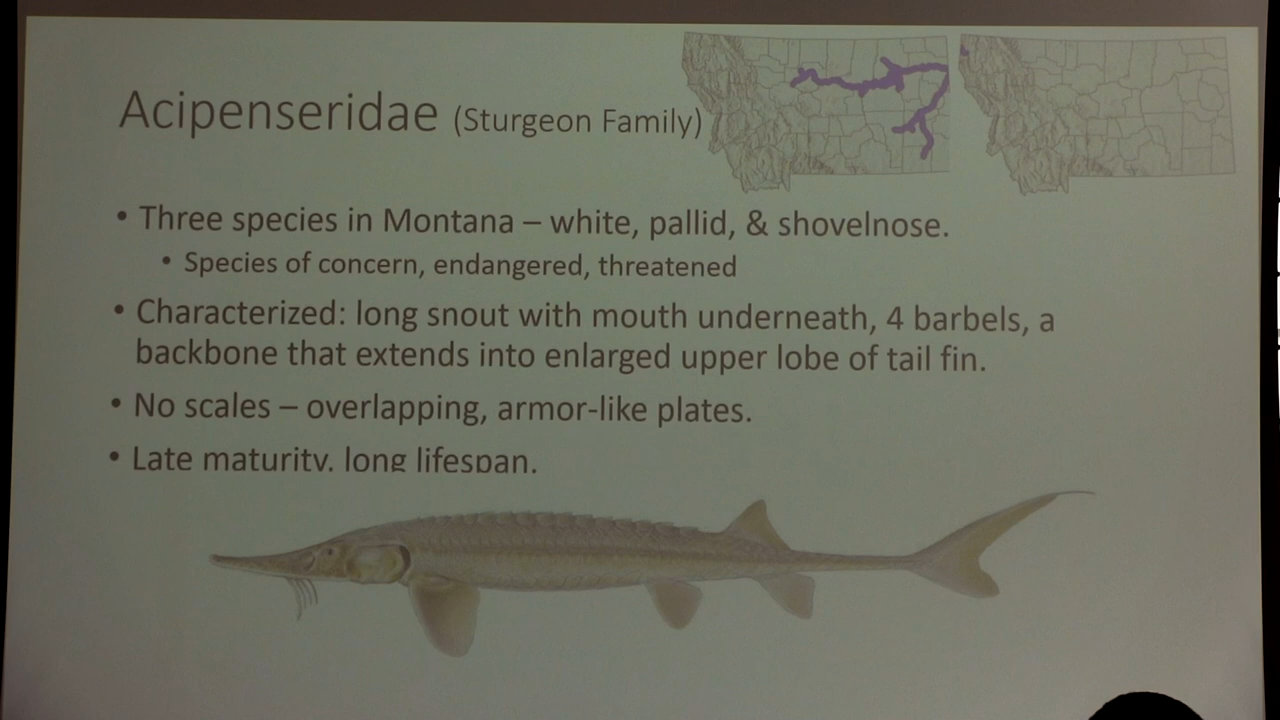 Acipenseridae (Sturgeon Family)
• Three species in Montana – white, pallid, & shovelnose.
• Species of concern, endangered, threatened
• Characterized: long snout with mouth underneath, 4 barbels, a
backbone that extends into enlarged upper lobe of tail fin.
• No scales – overlapping, armor-like plates.
• Late maturity, long lifespan.